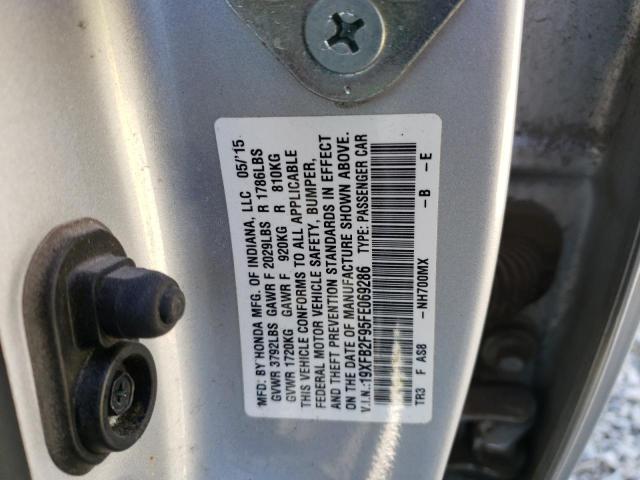 MFD. BY HONDA MFG. OF INDIANA, LLC 05/'15
GVWR 3792LBS GAWR F 2029LBS R 1786LBS
GVWR 1720KG GAWR F 920KG R 810KG
THIS VEHICLE CONFORMS TO ALL APPLICABLE
FEDERAL MOTOR VEHICLE SAFETY, BUMPER,
AND THEFT PREVENTION STANDARDS IN EFFECT
ON THE DATE OF MANUFACTURE SHOWN ABOVE.
V.I.N.:19XFB2F95FE069286 TYPE: PASSENGER CAR
TR3 F AS8 -NH700MX -B -E